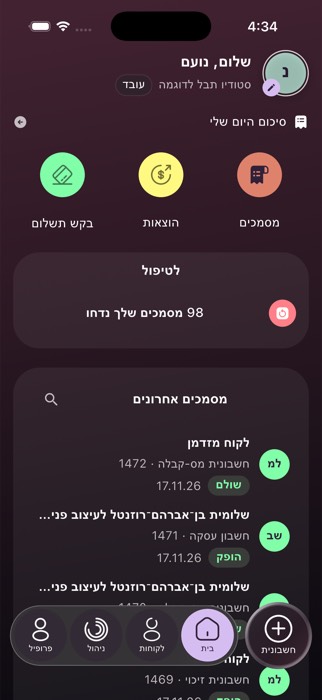 4:34
שלום, נועם
נ
סטודיו תבל לדוגמה
עובד
סיכום היום שלי
מסמכים
הוצאות
בקש תשלום
לטיפול
98 מסמכים שלך נדחו
מסמכים אחרונים
לקוח מזדמן
חשבונית מס-קבלה · 1472
שולם 17.11.26
למ
שלומית בן־אברהם־רוזנטל לעיצוב פני...
חשבון עסקה · 1471
הופק 17.11.26
שב
שלומית בן־אברהם־רוזנטל לעיצוב פני...
חשבונית זיכוי · 1469
למ
חשבונית
בית
לקוחות
ניהול
פרופיל